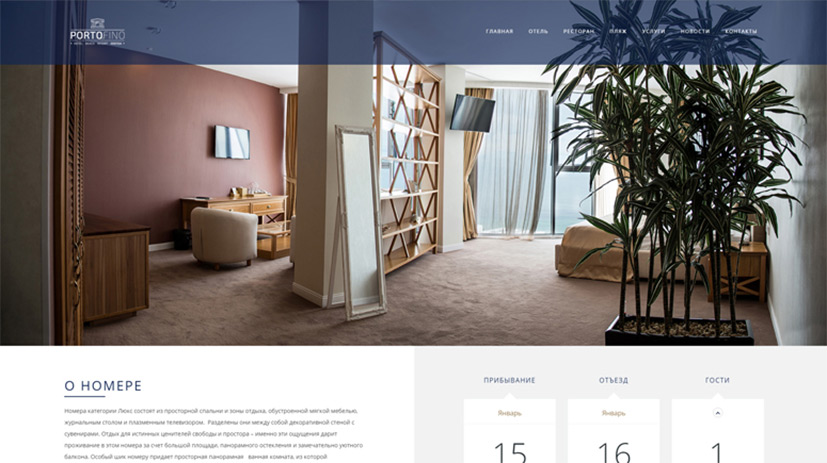 PORTOFINO
ГЛАВНАЯ ОТЕЛЬ РЕСТОРАН ПЛЯЖ УСЛУГИ НОВОСТИ КОНТАКТЫ
О НОМЕРЕ
Номера категории Люкс состоят из просторной спальни и зоны отдыха, обустроенной мягкой мебелью,
журнальным столом и плазменным телевизором. Разделены они между собой декоративной стеной с
сувенирами. Отдых для истинных ценителей свободы и простора – именно эти ощущения дарит
проживание в этом номера за счет большой площади, панорамного остекления и замечательно уютного
балкона. Особый шик номеру придает просторная панорамная ванная комната, из которой
ПРИБЫВАНИЕ ОТЪЕЗД ГОСТИ
Январь Январь
15 16 1